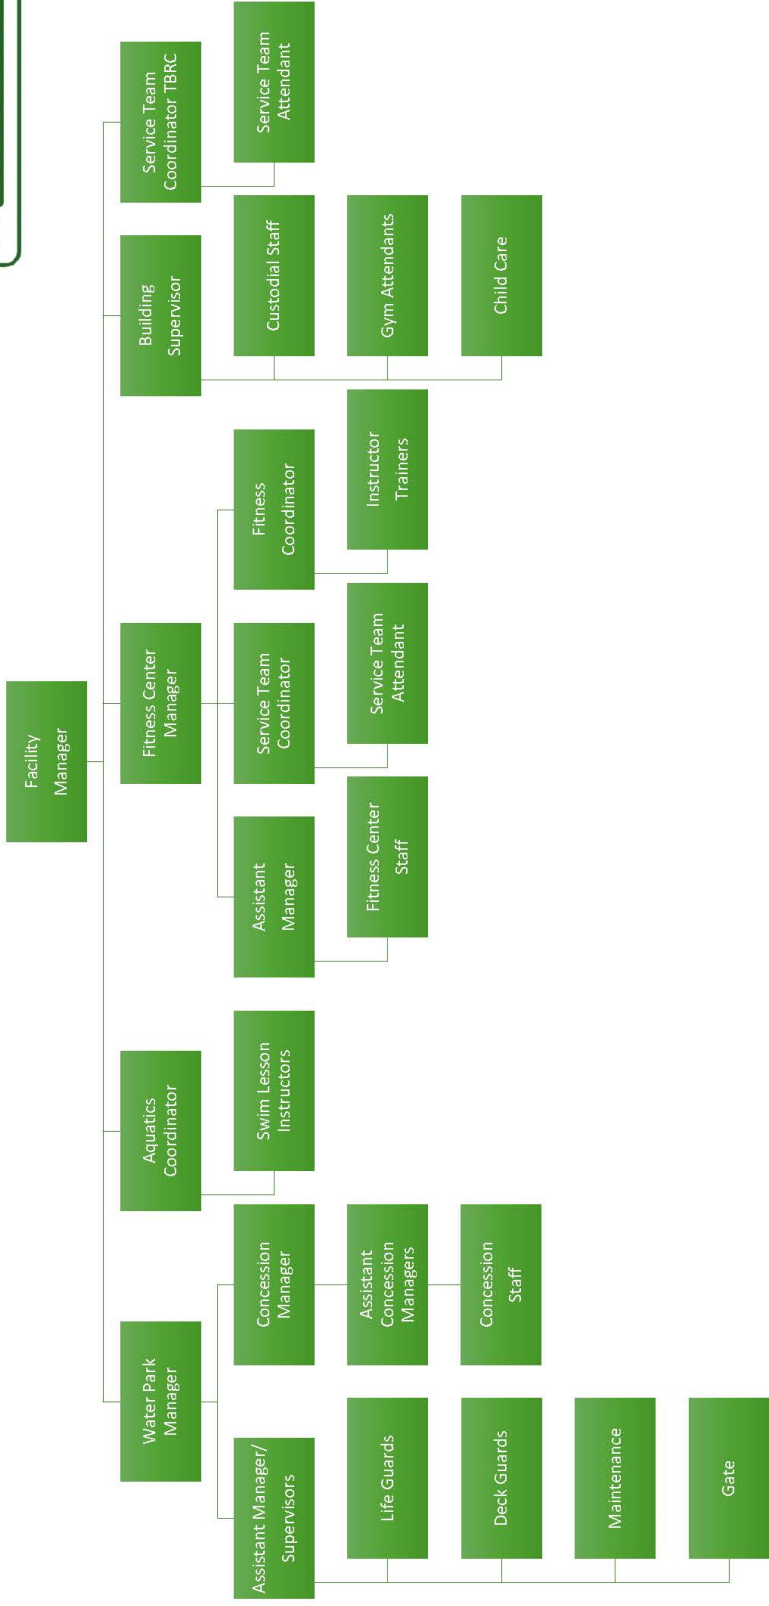 Facility
Manager
Water Park
Manager
Aquatics
Coordinator
Fitness Center
Manager
Building
Supervisor
Service Team
Coordinator TBRC
Assistant Manager/
Supervisors
Concession
Manager
Swim Lesson
Instructors
Assistant
Manager
Service Team
Coordinator
Fitness
Coordinator
Custodial Staff
Service Team
Attendant
Life Guards
Assistant
Concession
Managers
Fitness Center
Staff
Service Team
Attendant
Instructor
Trainers
Gym Attendants
Deck Guards
Concession
Staff
Child Care
Maintenance
Gate